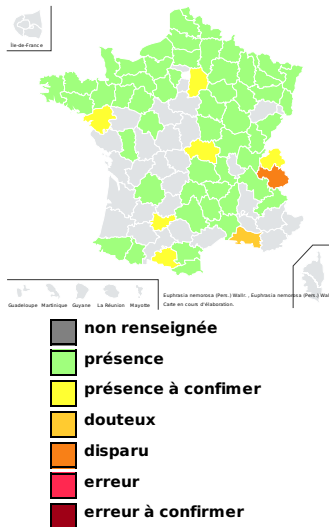 Île-de-France
Guadeloupe Martinique Guyane La Réunion Mayotte
Euphrasia nemorosa (Pers.) Wallr. , Euphrasia nemorosa (Pers.) Wal
Carte en cours d'élaboration.
non renseignée
présence
présence à confimer
douteux
disparu
erreur
erreur à confirmer